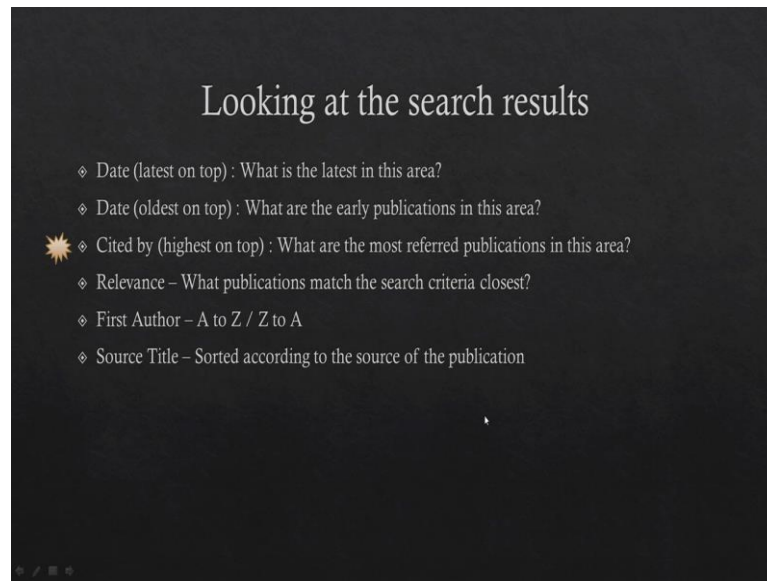 Looking at the search results
Date (latest on top) : What is the latest in this area?
Date (oldest on top) : What are the early publications in this area?
Cited by (highest on top) : What are the most referred publications in this area?
Relevance – What publications match the search criteria closest?
First Author – A to Z / Z to A
Source Title – Sorted according to the source of the publication